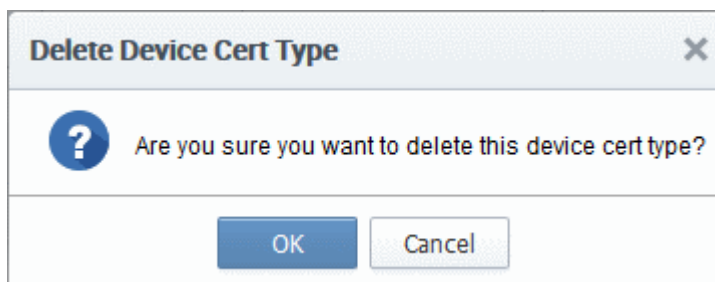 Delete Device Cert Type
Are you sure you want to delete this device cert type?
OK
Cancel